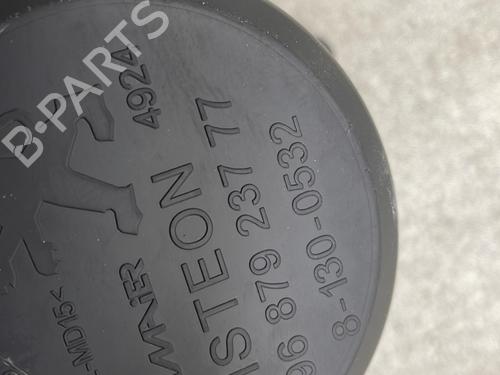 B-PARTS
4924
ISTEON
96 879 237 77
8-130-0532
-MD15<